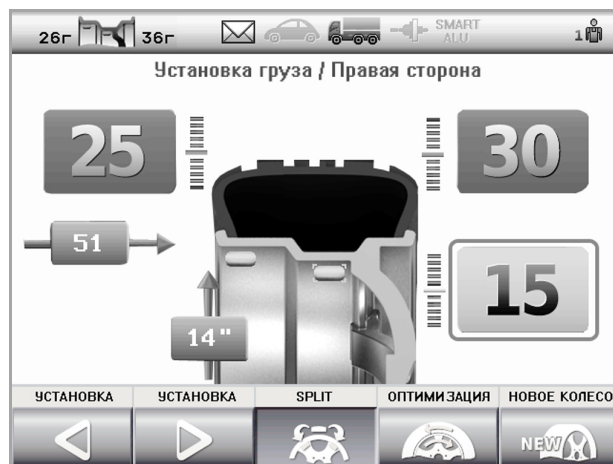 26г 36г SMART
ALU 1
Установка груза / Правая сторона
25 30
51
15
14"
УСТАНОВКА УСТАНОВКА SPLIT ОПТИМИЗАЦИЯ НОВОЕ КОЛЕСО
NEW